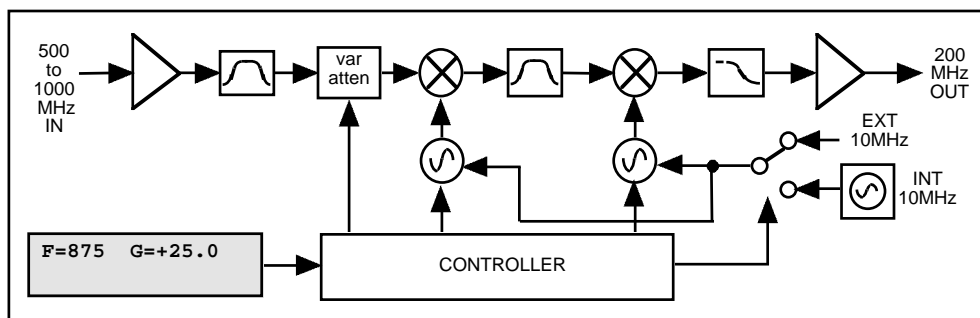 500
to
1000
MHz
IN
var
atten
200
MHz
OUT
EXT
10MHz
INT
10MHz
F=875 G=+25.0
CONTROLLER